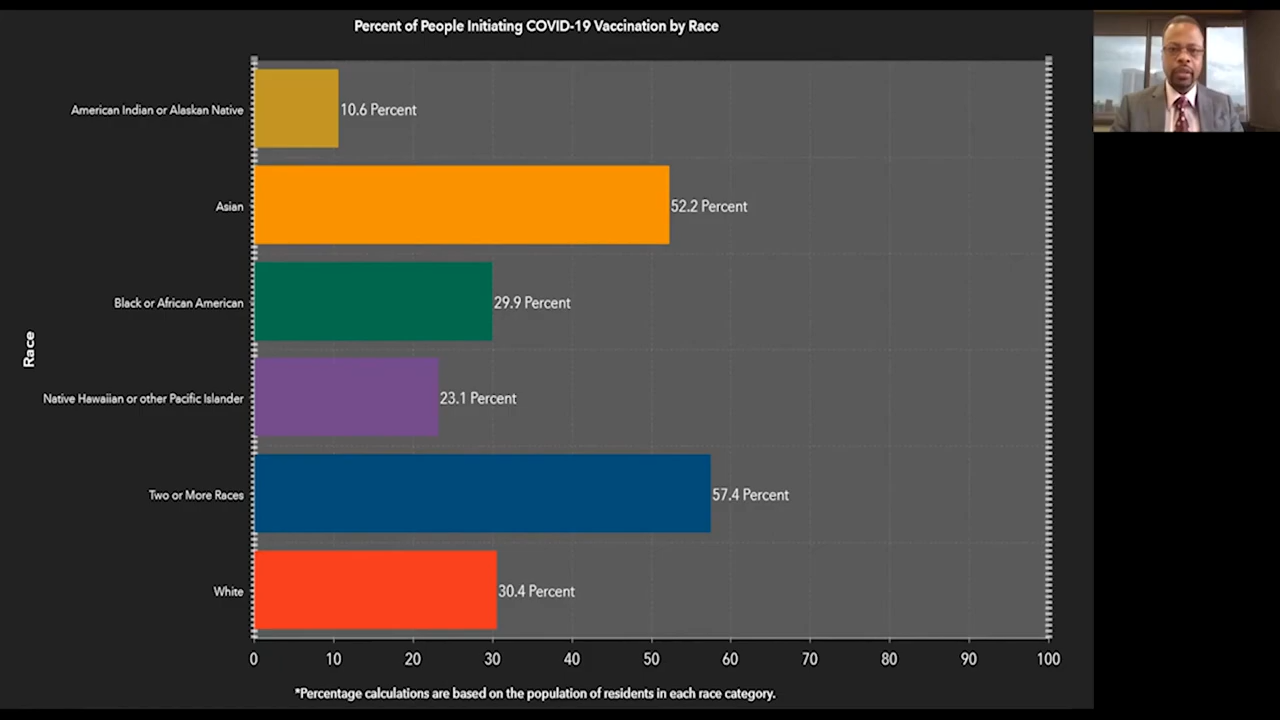 Percent of People Initiating COVID-19 Vaccination by Race
American Indian or Alaskan Native
10.6 Percent
Asian
52.2 Percent
Black or African American
29.9 Percent
Race
Native Hawaiian or other Pacific Islander
23.1 Percent
Two or More Races
57.4 Percent
White
30.4 Percent
0 10 20 30 40 50 60 70 80 90 100
*Percentage calculations are based on the population of residents in each race category.